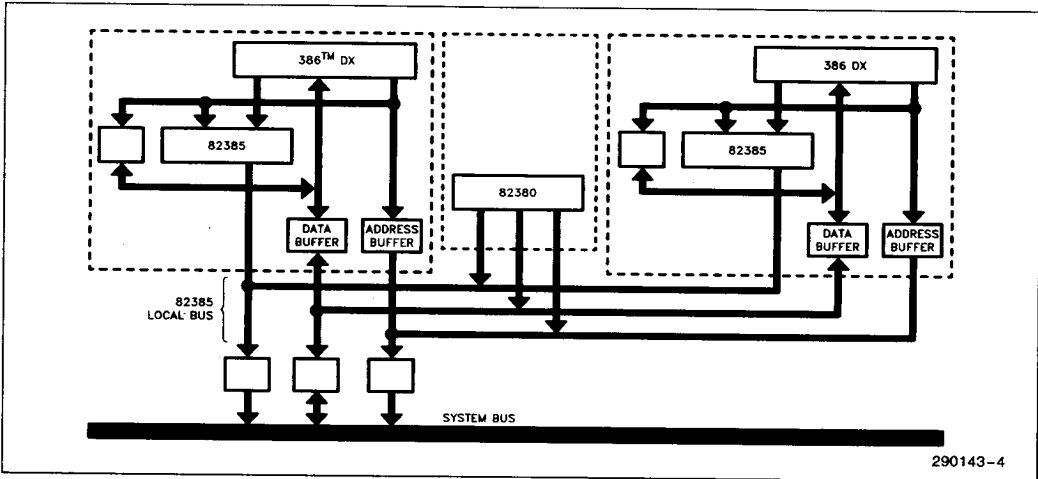 386™ DX
386 DX
82385
82385
82380
DATA
BUFFER
ADDRESS
BUFFER
DATA
BUFFER
ADDRESS
BUFFER
82385
LOCAL BUS
SYSTEM BUS
290143-4